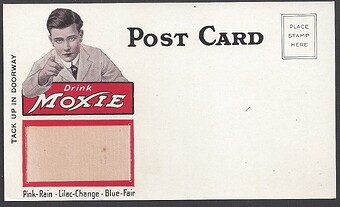 POST CARD
PLACE
STAMP
HERE
TACK UP IN DOORWAY
Drink
MOXIE
Pink-Rain · Lilac-Change · Blue-Fair